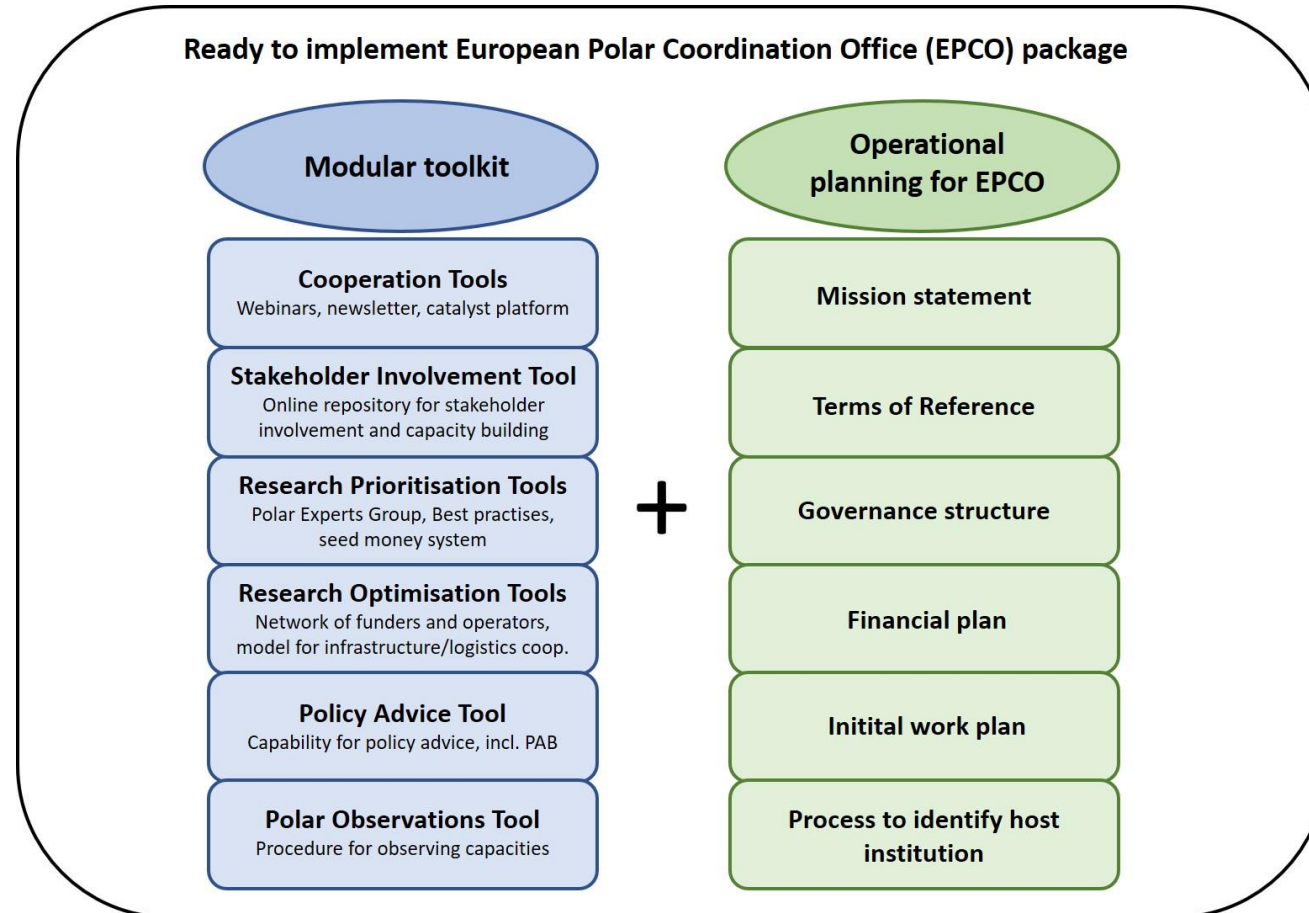 Ready to implement European Polar Coordination Office (EPCO) package
Modular toolkit
Cooperation Tools
Webinars, newsletter, catalyst platform
Stakeholder Involvement Tool
Online repository for stakeholder
involvement and capacity building
Research Prioritisation Tools
Polar Experts Group, Best practises,
seed money system
Research Optimisation Tools
Network of funders and operators,
model for infrastructure/logistics coop.
Policy Advice Tool
Capability for policy advice, incl. PAB
Polar Observations Tool
Procedure for observing capacities
+
Operational
planning for EPCO
Mission statement
Terms of Reference
Governance structure
Financial plan
Initital work plan
Process to identify host
institution